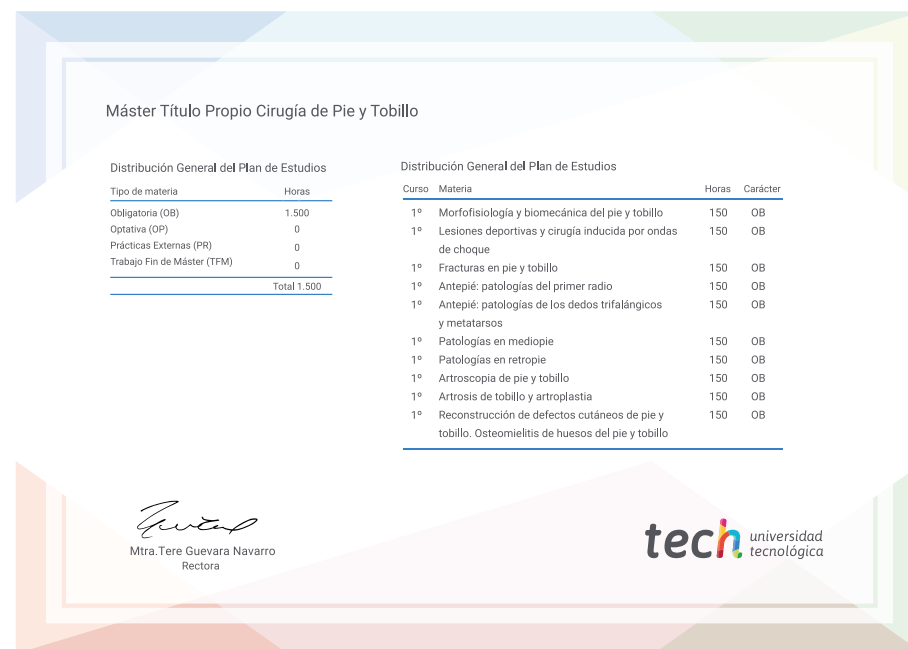 Máster Título Propio Cirugía de Pie y Tobillo
Distribución General del Plan de Estudios
Tipo de materia Horas
Obligatoria (OB) 1.500
Optativa (OP) 0
Prácticas Externas (PR) 0
Trabajo Fin de Máster (TFM) 0
Total 1.500
Distribución General del Plan de Estudios
Curso Materia Horas Carácter
1º Morfofisiología y biomecánica del pie y tobillo 150 OB
1º Lesiones deportivas y cirugía inducida por ondas 150 OB
de choque
1º Fracturas en pie y tobillo 150 OB
1º Antepié: patologías del primer radio 150 OB
1º Antepié: patologías de los dedos trifalángicos 150 OB
y metatarsos
1º Patologías en mediopie 150 OB
1º Patologías en retropie 150 OB
1º Artroscopia de pie y tobillo 150 OB
1º Artrosis de tobillo y artroplastia 150 OB
1º Reconstrucción de defectos cutáneos de pie y 150 OB
tobillo. Osteomielitis de huesos del pie y tobillo
Mtra.Tere Guevara Navarro
Rectora
tech universidad
tecnológica